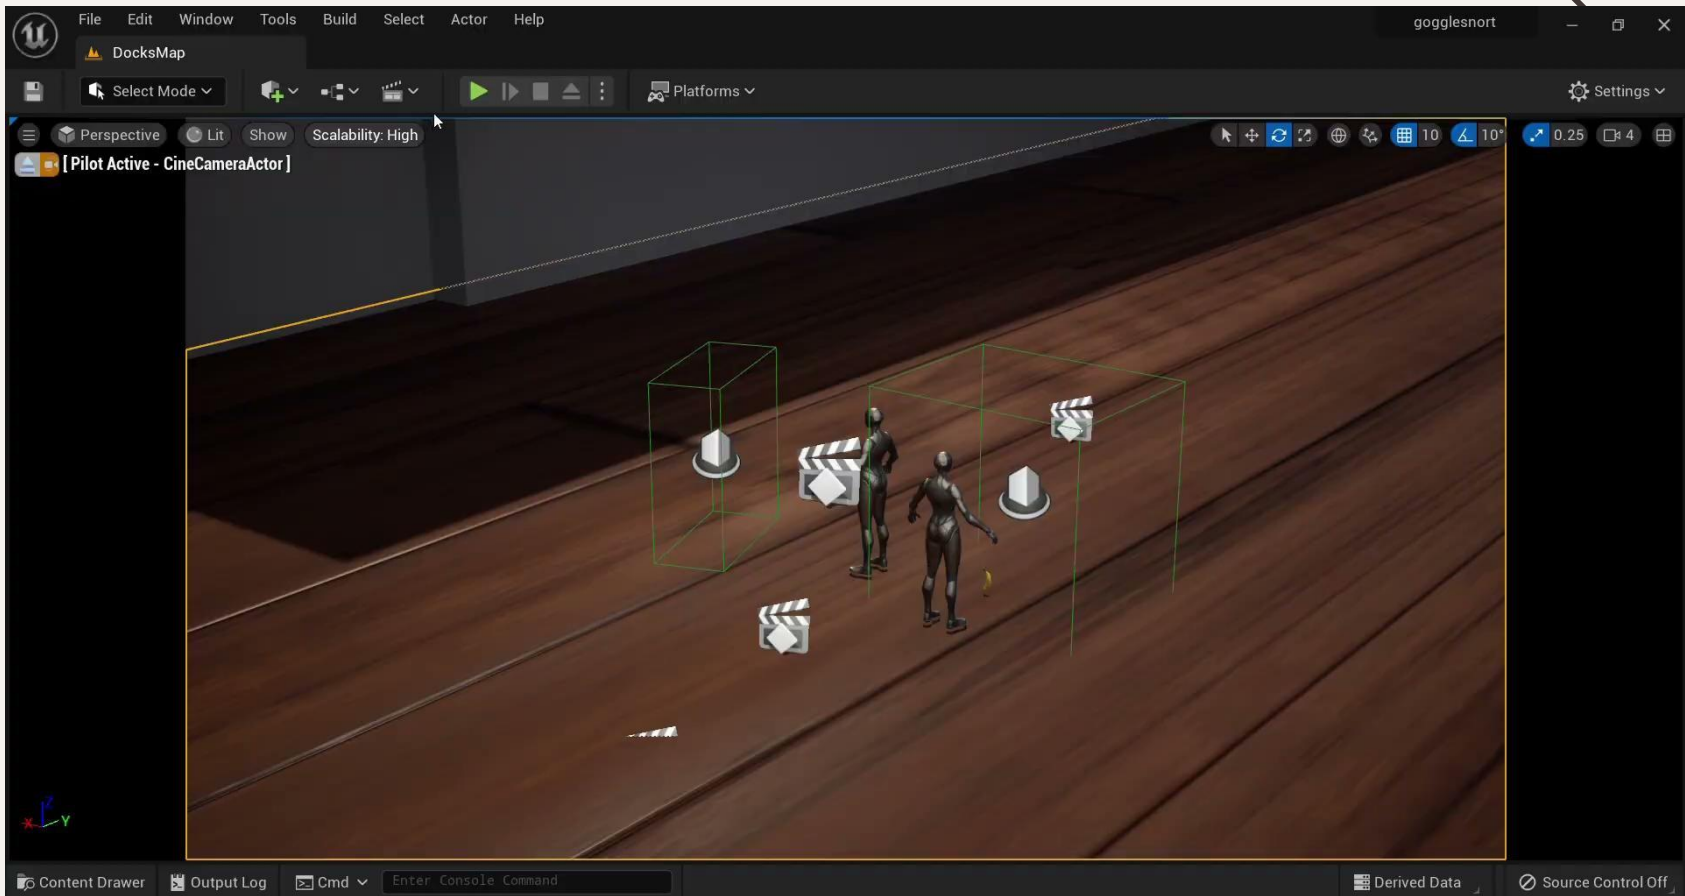 File Edit Window Tools Build Select Actor Help gogglesnort
DocksMap
Select Mode Platforms Settings
Perspective Lit Show Scalability: High 10 10° 0.25 4
[ Pilot Active - CineCameraActor ]
Z
X Y
Content Drawer Output Log Cmd Enter Console Command Derived Data Source Control Off